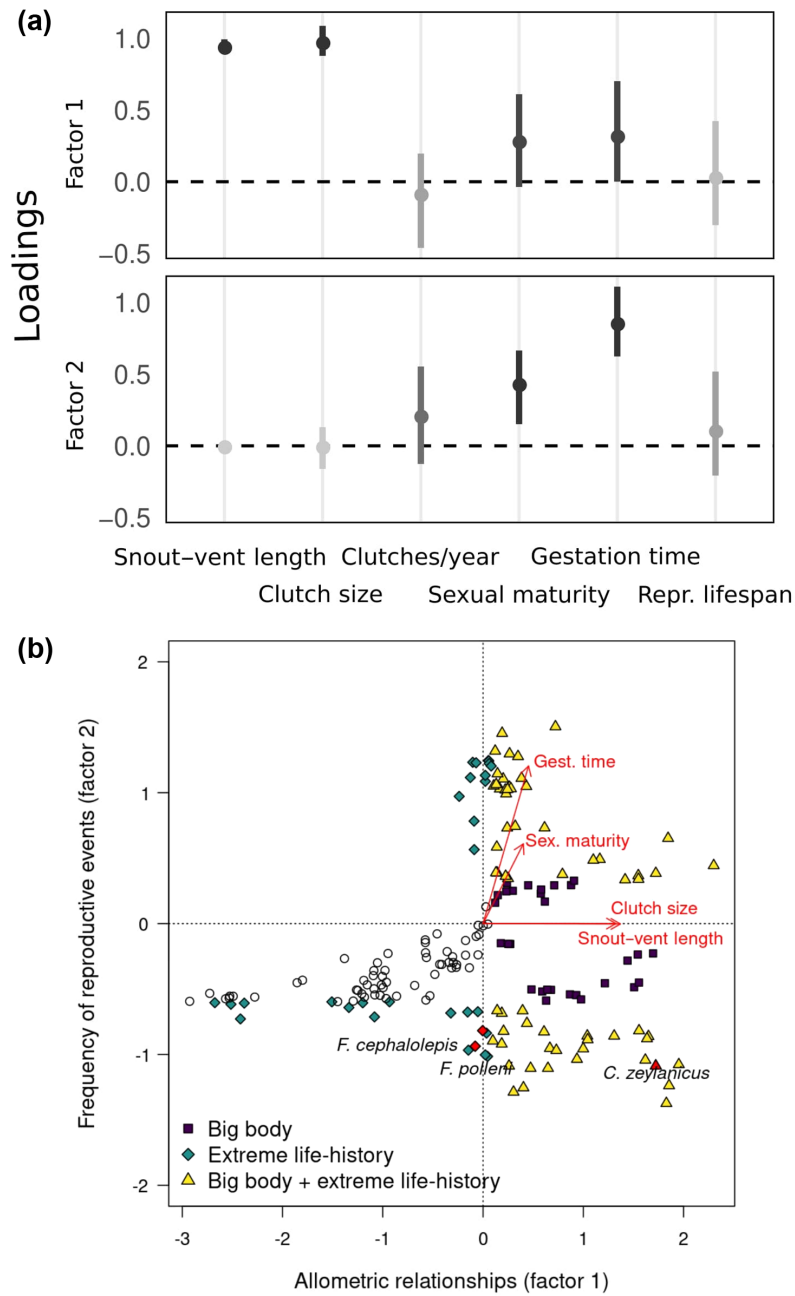 (a)
Loadings
Factor 1
1.0
0.5
0.0
−0.5
Factor 2
1.0
0.5
0.0
−0.5
Snout–vent length Clutches/year Gestation time
Clutch size Sexual maturity Repr. lifespan
(b)
Frequency of reproductive events (factor 2)
2
1
0
-1
-2
Gest. time
Sex. maturity
Clutch size
Snout–vent length
F. cephalolepis
F. polleni
C. zeylanicus
Big body
Extreme life-history
Big body + extreme life-history
-3 -2 -1 0 1 2
Allometric relationships (factor 1)